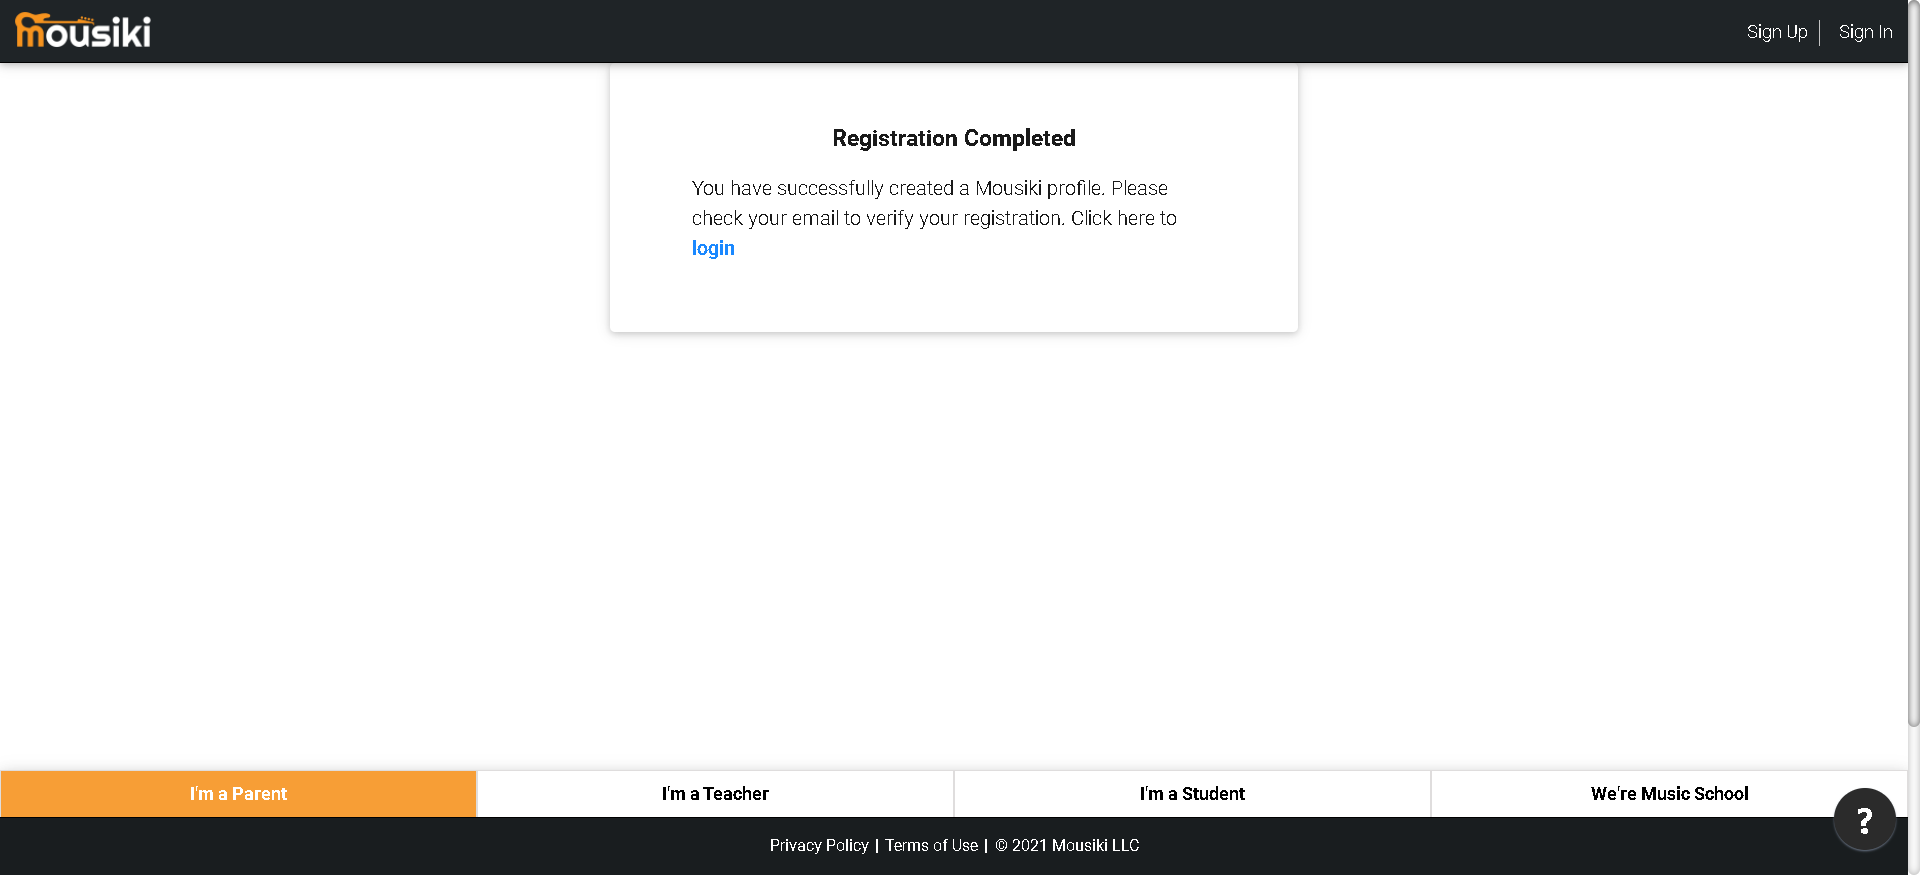 mousiki
Sign Up
Sign In
Registration Completed
You have successfully created a Mousiki profile. Please
check your email to verify your registration. Click here to
login
I'm a Parent
I'm a Teacher
I'm a Student
We're Music School
?
Privacy Policy | Terms of Use | © 2021 Mousiki LLC